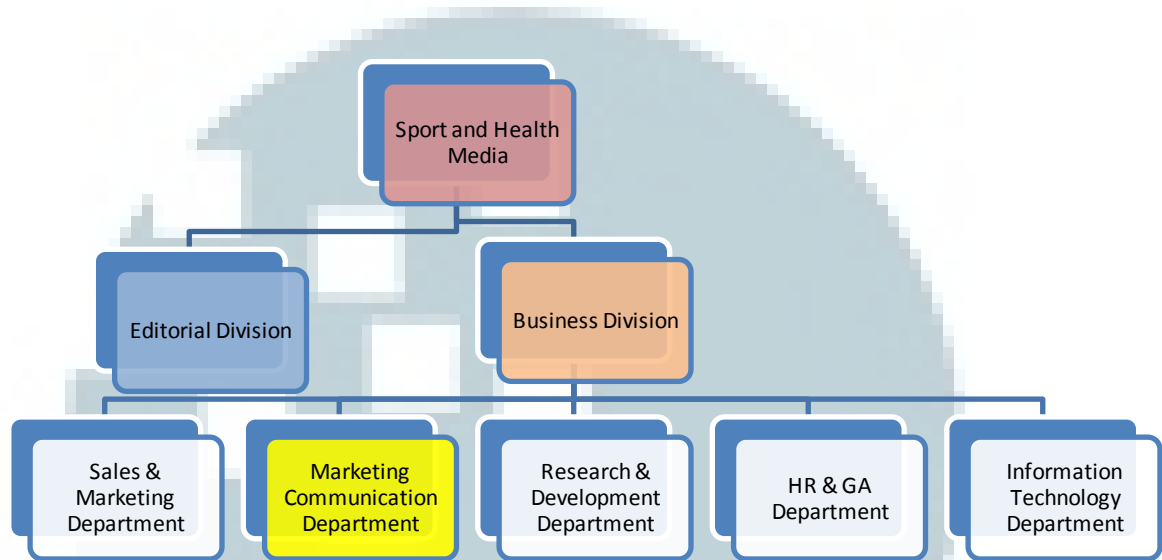 Sport and Health
Media
Editorial Division
Business Division
Sales &
Marketing
Department
Marketing
Communication
Department
Research &
Development
Department
HR & GA
Department
Information
Technology
Department